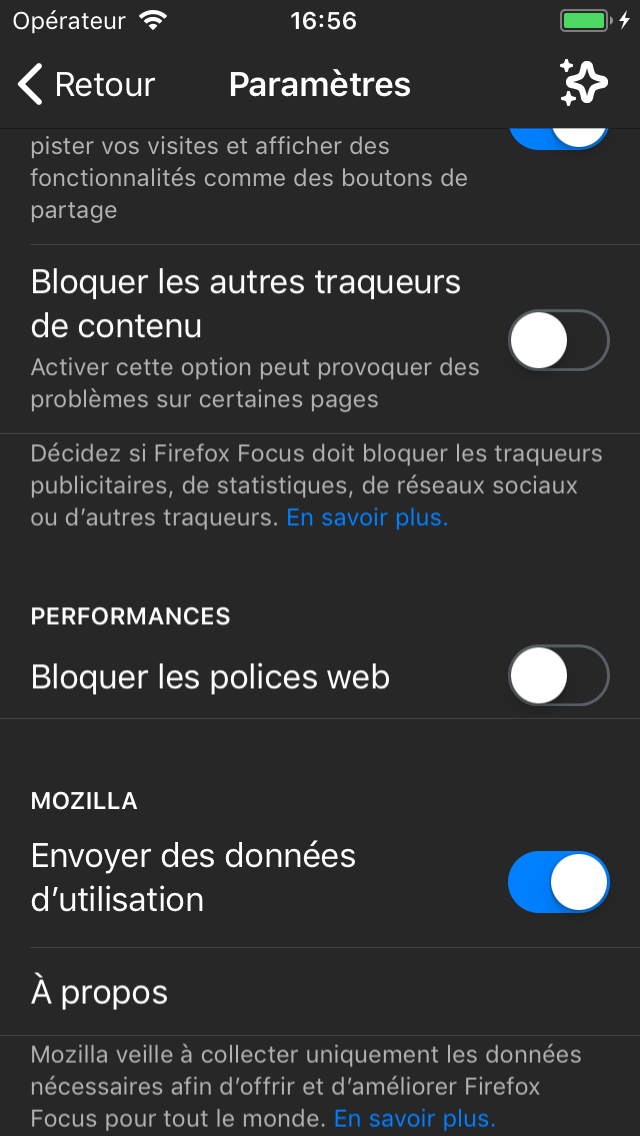 Opérateur 16:56
Retour Paramètres
pister vos visites et afficher des
fonctionnalités comme des boutons de
partage
Bloquer les autres traqueurs
de contenu
Activer cette option peut provoquer des
problèmes sur certaines pages
Décidez si Firefox Focus doit bloquer les traqueurs
publicitaires, de statistiques, de réseaux sociaux
ou d’autres traqueurs. En savoir plus.
PERFORMANCES
Bloquer les polices web
MOZILLA
Envoyer des données
d’utilisation
À propos
Mozilla veille à collecter uniquement les données
nécessaires afin d’offrir et d’améliorer Firefox
Focus pour tout le monde. En savoir plus.